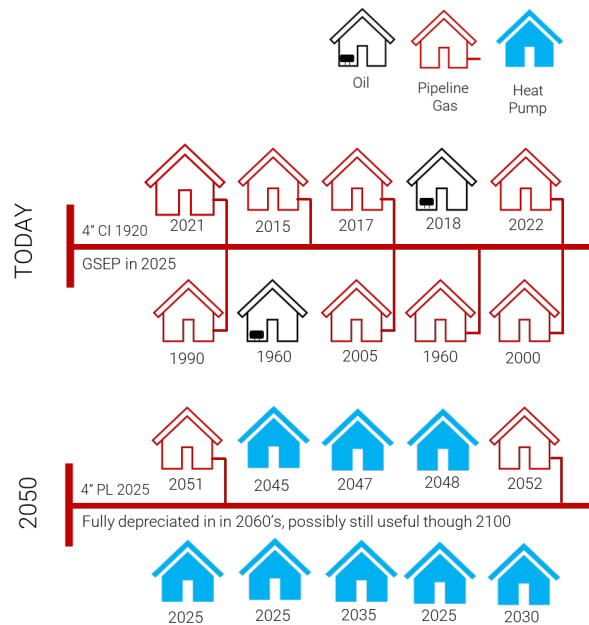 Oil
Pipeline
Gas
Heat
Pump
TODAY
4” CI 1920
GSEP in 2025
2021
2015
2017
2018
2022
1990
1960
2005
1960
2000
2050
4” PL 2025
Fully depreciated in in 2060’s, possibly still useful though 2100
2051
2045
2047
2048
2052
2025
2025
2035
2025
2030